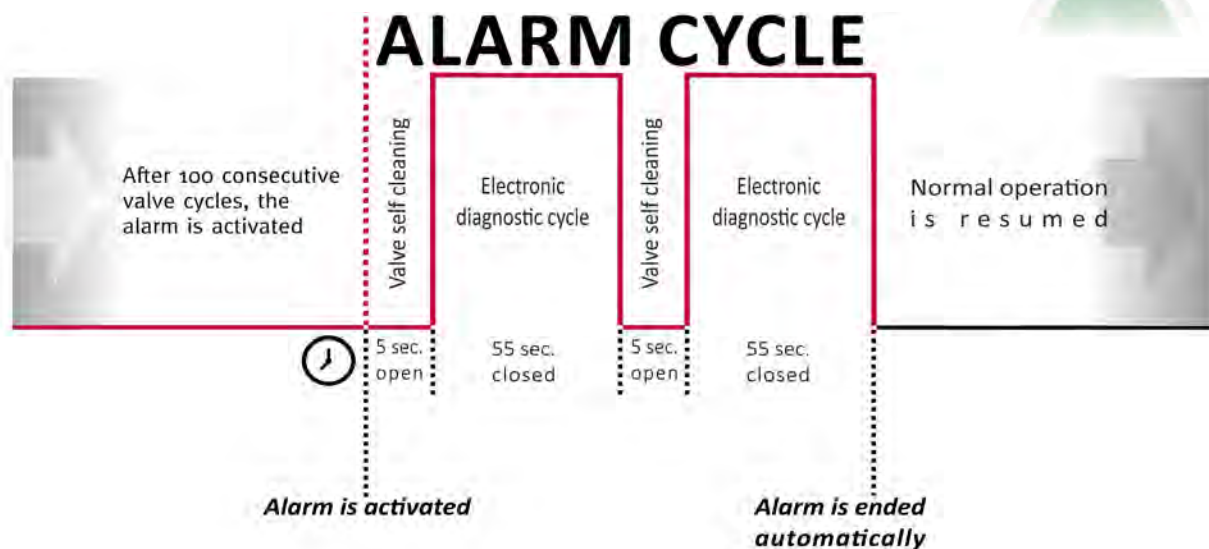 ALARM CYCLE
After 100 consecutive
valve cycles, the
alarm is activated
Valve self cleaning
Electronic
diagnostic cycle
Valve self cleaning
Electronic
diagnostic cycle
Normal operation
is resumed
5 sec.
open
55 sec.
closed
5 sec.
open
55 sec.
closed
Alarm is activated
Alarm is ended
automatically